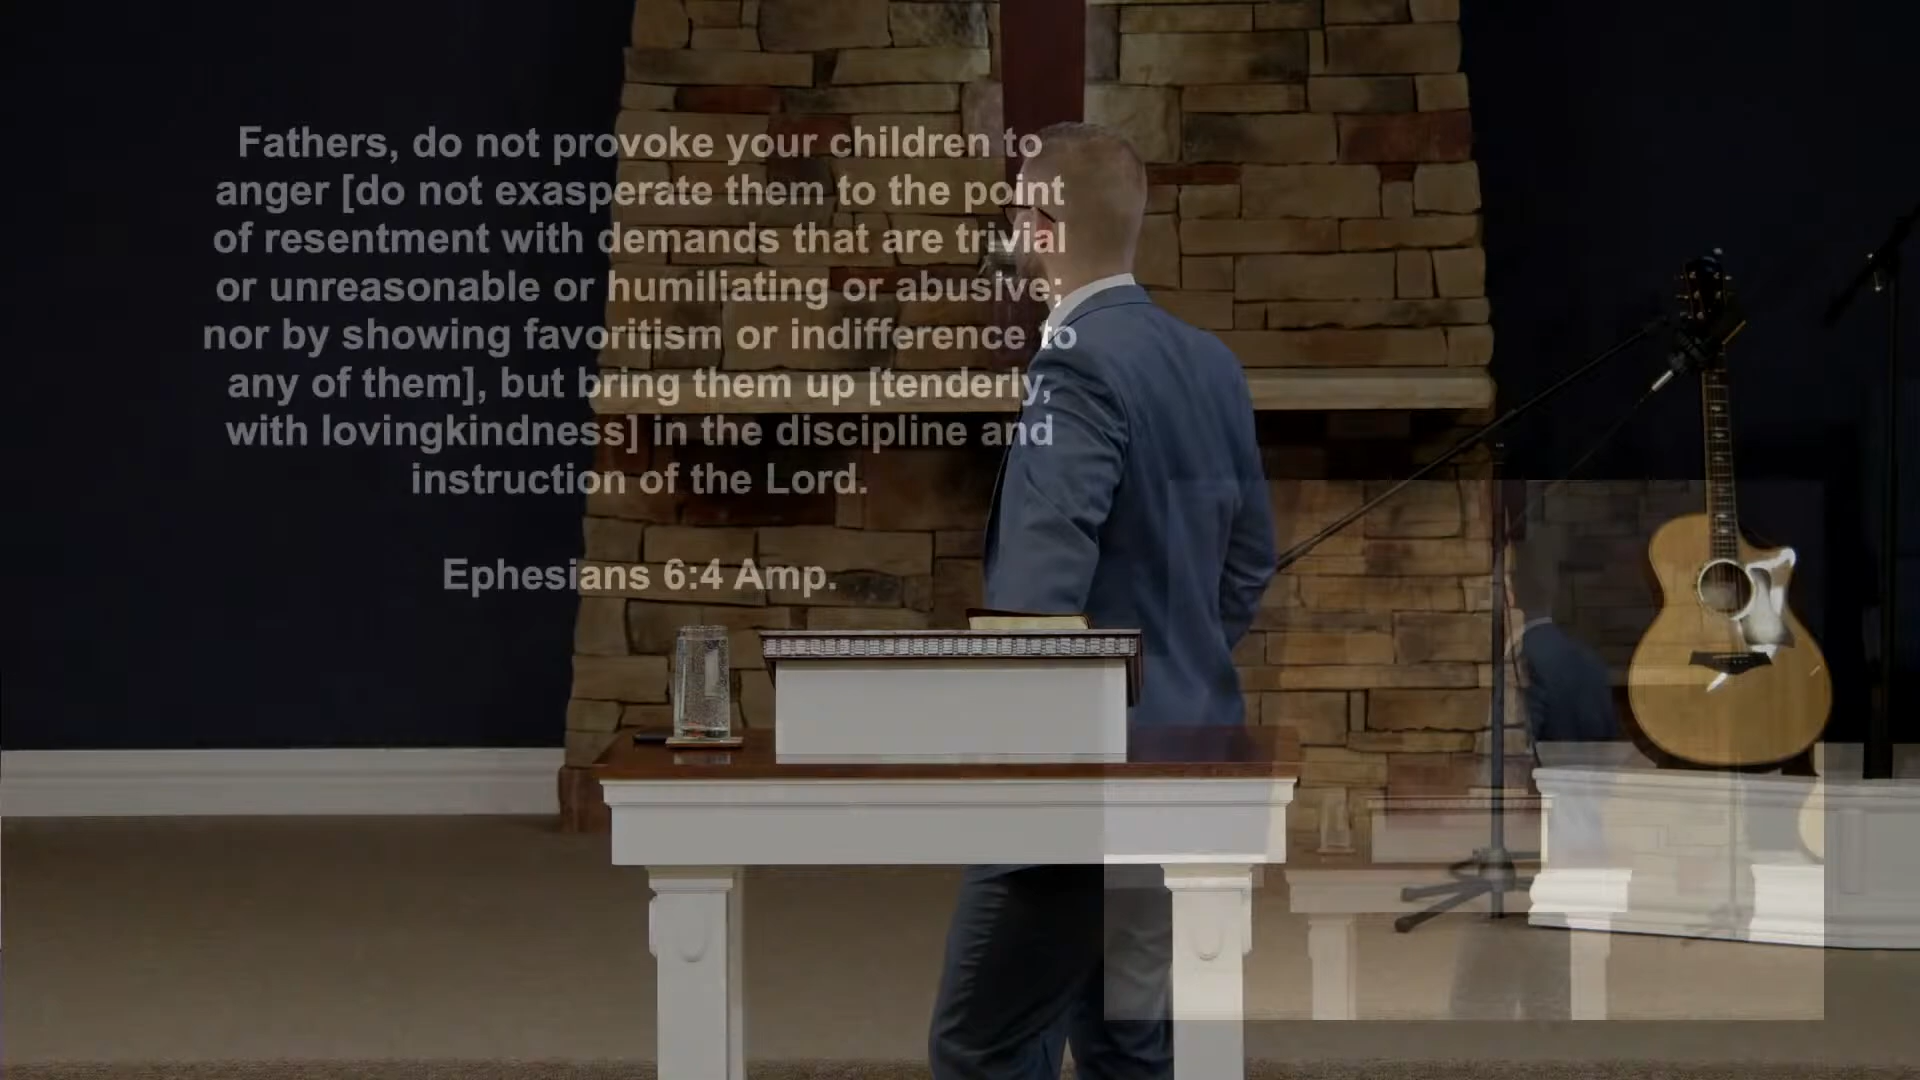 Fathers, do not provoke your children to
anger [do not exasperate them to the point
of resentment with demands that are trivial
or unreasonable or humiliating or abusive;
nor by showing favoritism or indifference to
any of them], but bring them up [tenderly,
with lovingkindness] in the discipline and
instruction of the Lord.
Ephesians 6:4 Amp.